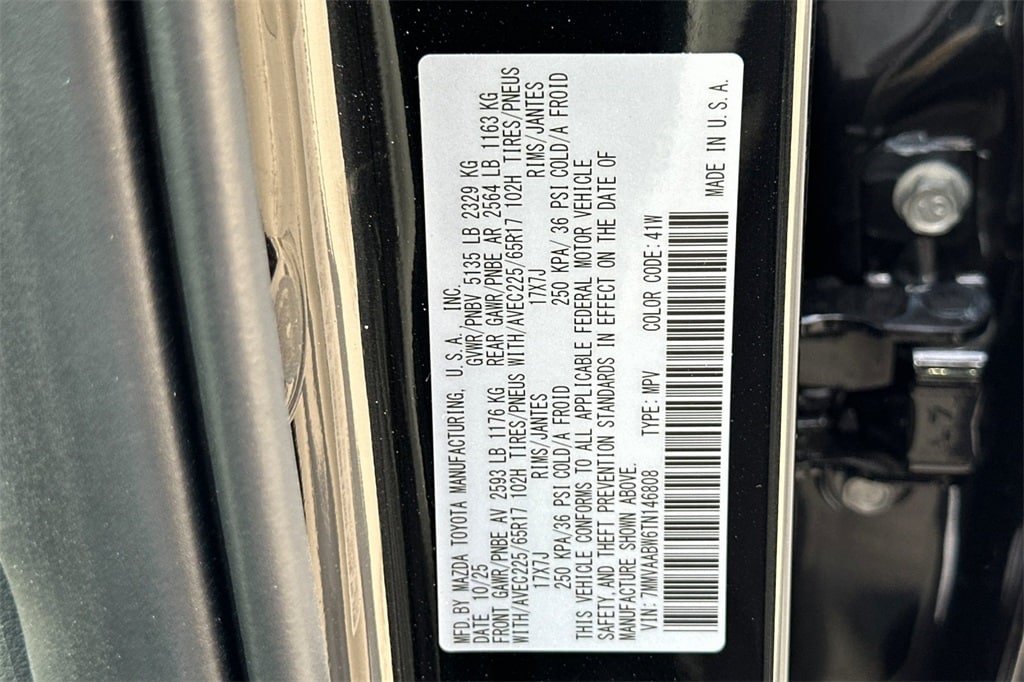 MFD.BY MAZDA TOYOTA MANUFACTURING, U.S.A., INC.
DATE 10/25 GVWR/PNBV 5135 LB 2329 KG
FRONT GAWR/PNBE AV 2593 LB 1176 KG REAR GAWR/PNBE AR 2564 LB 1163 KG
WITH/AVEC225/65R17 102H TIRES/PNEUS WITH/AVEC225/65R17 102H TIRES/PNEUS
17X7J RIMS/JANTES 17X7J RIMS/JANTES
250 KPA/36 PSI COLD/A FROID 250 KPA/ 36 PSI COLD/A FROID
THIS VEHICLE CONFORMS TO ALL APPLICABLE FEDERAL MOTOR VEHICLE
SAFETY,AND THEFT PREVENTION STANDARDS IN EFFECT ON THE DATE OF
MANUFACTURE SHOWN ABOVE.
VIN: 7MMVAABW6TN146808 TYPE: MPV COLOR CODE: 41W
MADE IN U.S.A.